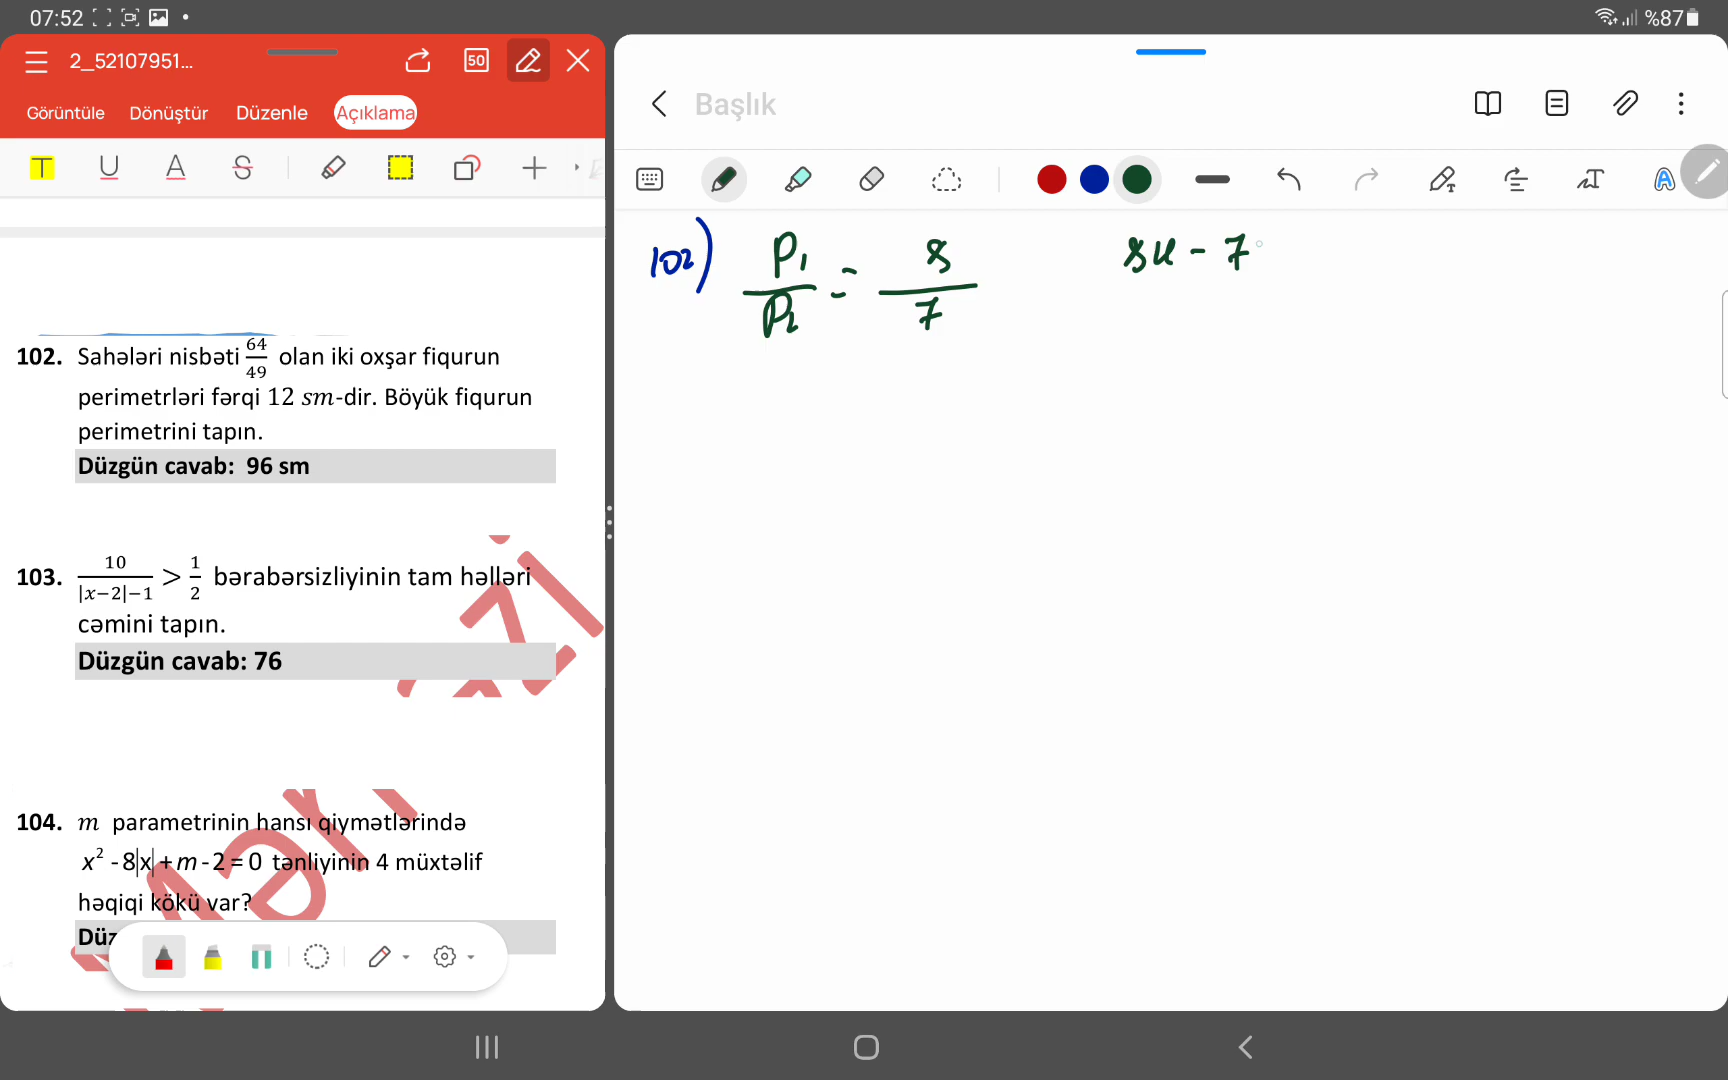 07:52
%87
2_52107951...
50
Görüntüle Dönüştür Düzenle Açıklama
T U A S
102. Sahələri nisbəti 64/49 olan iki oxşar fiqurun
perimetrləri fərqi 12 sm-dir. Böyük fiqurun
perimetrini tapın.
Düzgün cavab: 96 sm
103. 10/(|x−2|−1) > 1/2 bərabərsizliyinin tam həlləri
cəmini tapın.
Düzgün cavab: 76
104. m parametrinin hansı qiymətlərində
x² - 8|x| + m - 2 = 0 tənliyinin 4 müxtəlif
həqiqi kökü var?
Düz
Başlık
102) P₁/P₂ = 8/7 8k - 7